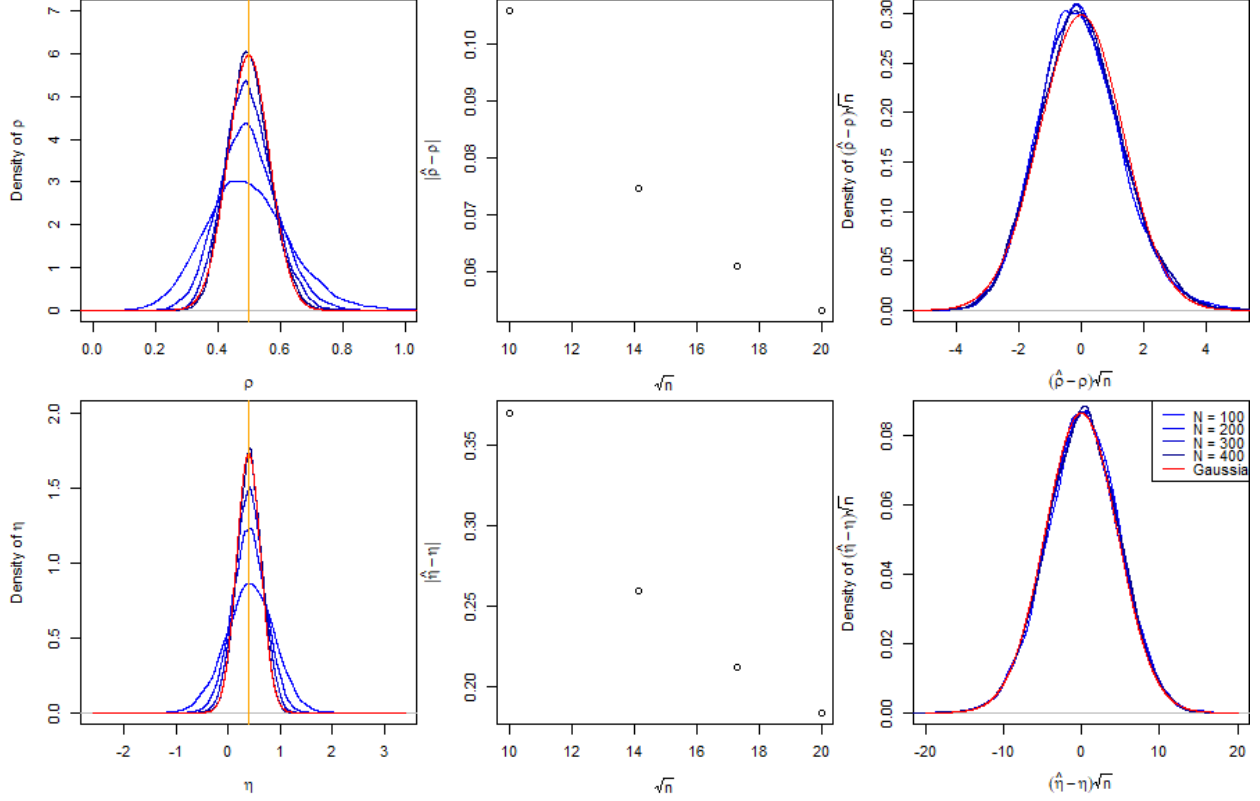 Density of ρ
0 1 2 3 4 5 6 7
0.0 0.2 0.4 0.6 0.8 1.0
ρ
|ρ̂ − ρ|
0.06 0.07 0.08 0.09 0.10
10 12 14 16 18 20
√n
Density of (ρ̂ − ρ)√n
0.00 0.05 0.10 0.15 0.20 0.25 0.30
-4 -2 0 2 4
(ρ̂ − ρ)√n
Density of η
0.0 0.5 1.0 1.5 2.0
-2 -1 0 1 2 3
η
|η̂ − η|
0.20 0.25 0.30 0.35
10 12 14 16 18 20
√n
Density of (η̂ − η)√n
0.00 0.02 0.04 0.06 0.08
-20 -10 0 10 20
(η̂ − η)√n
N = 100
N = 200
N = 300
N = 400
Gaussia